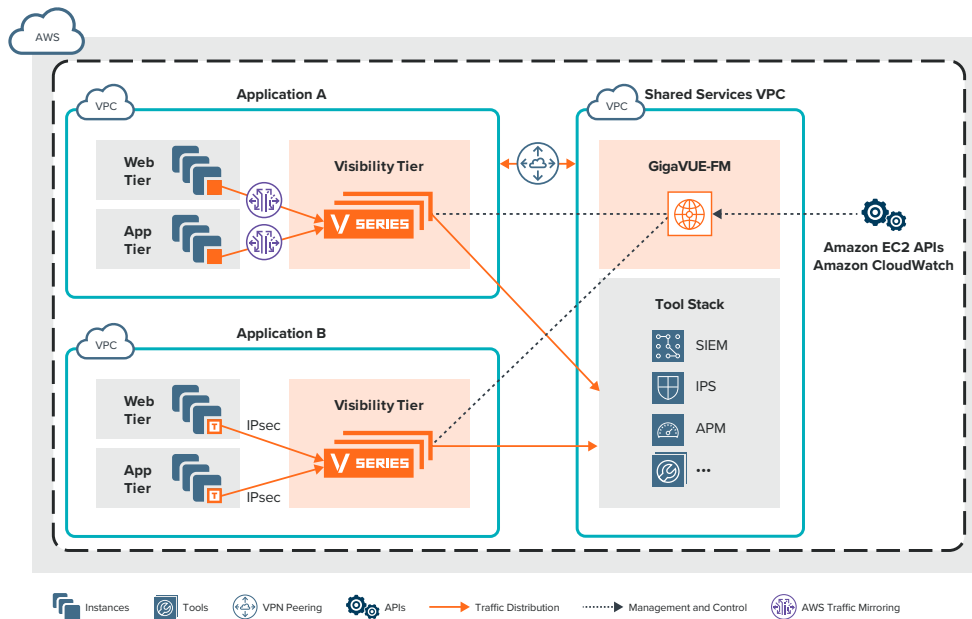 AWS
Application A
VPC
Web
Tier
App
Tier
Visibility Tier
V SERIES
Shared Services VPC
VPC
GigaVUE-FM
Amazon EC2 APIs
Amazon CloudWatch
Tool Stack
SIEM
IPS
APM
...
Application B
VPC
Web
Tier
T
IPsec
App
Tier
T
IPsec
Visibility Tier
V SERIES
Instances
Tools
VPN Peering
APIs
Traffic Distribution
Management and Control
AWS Traffic Mirroring